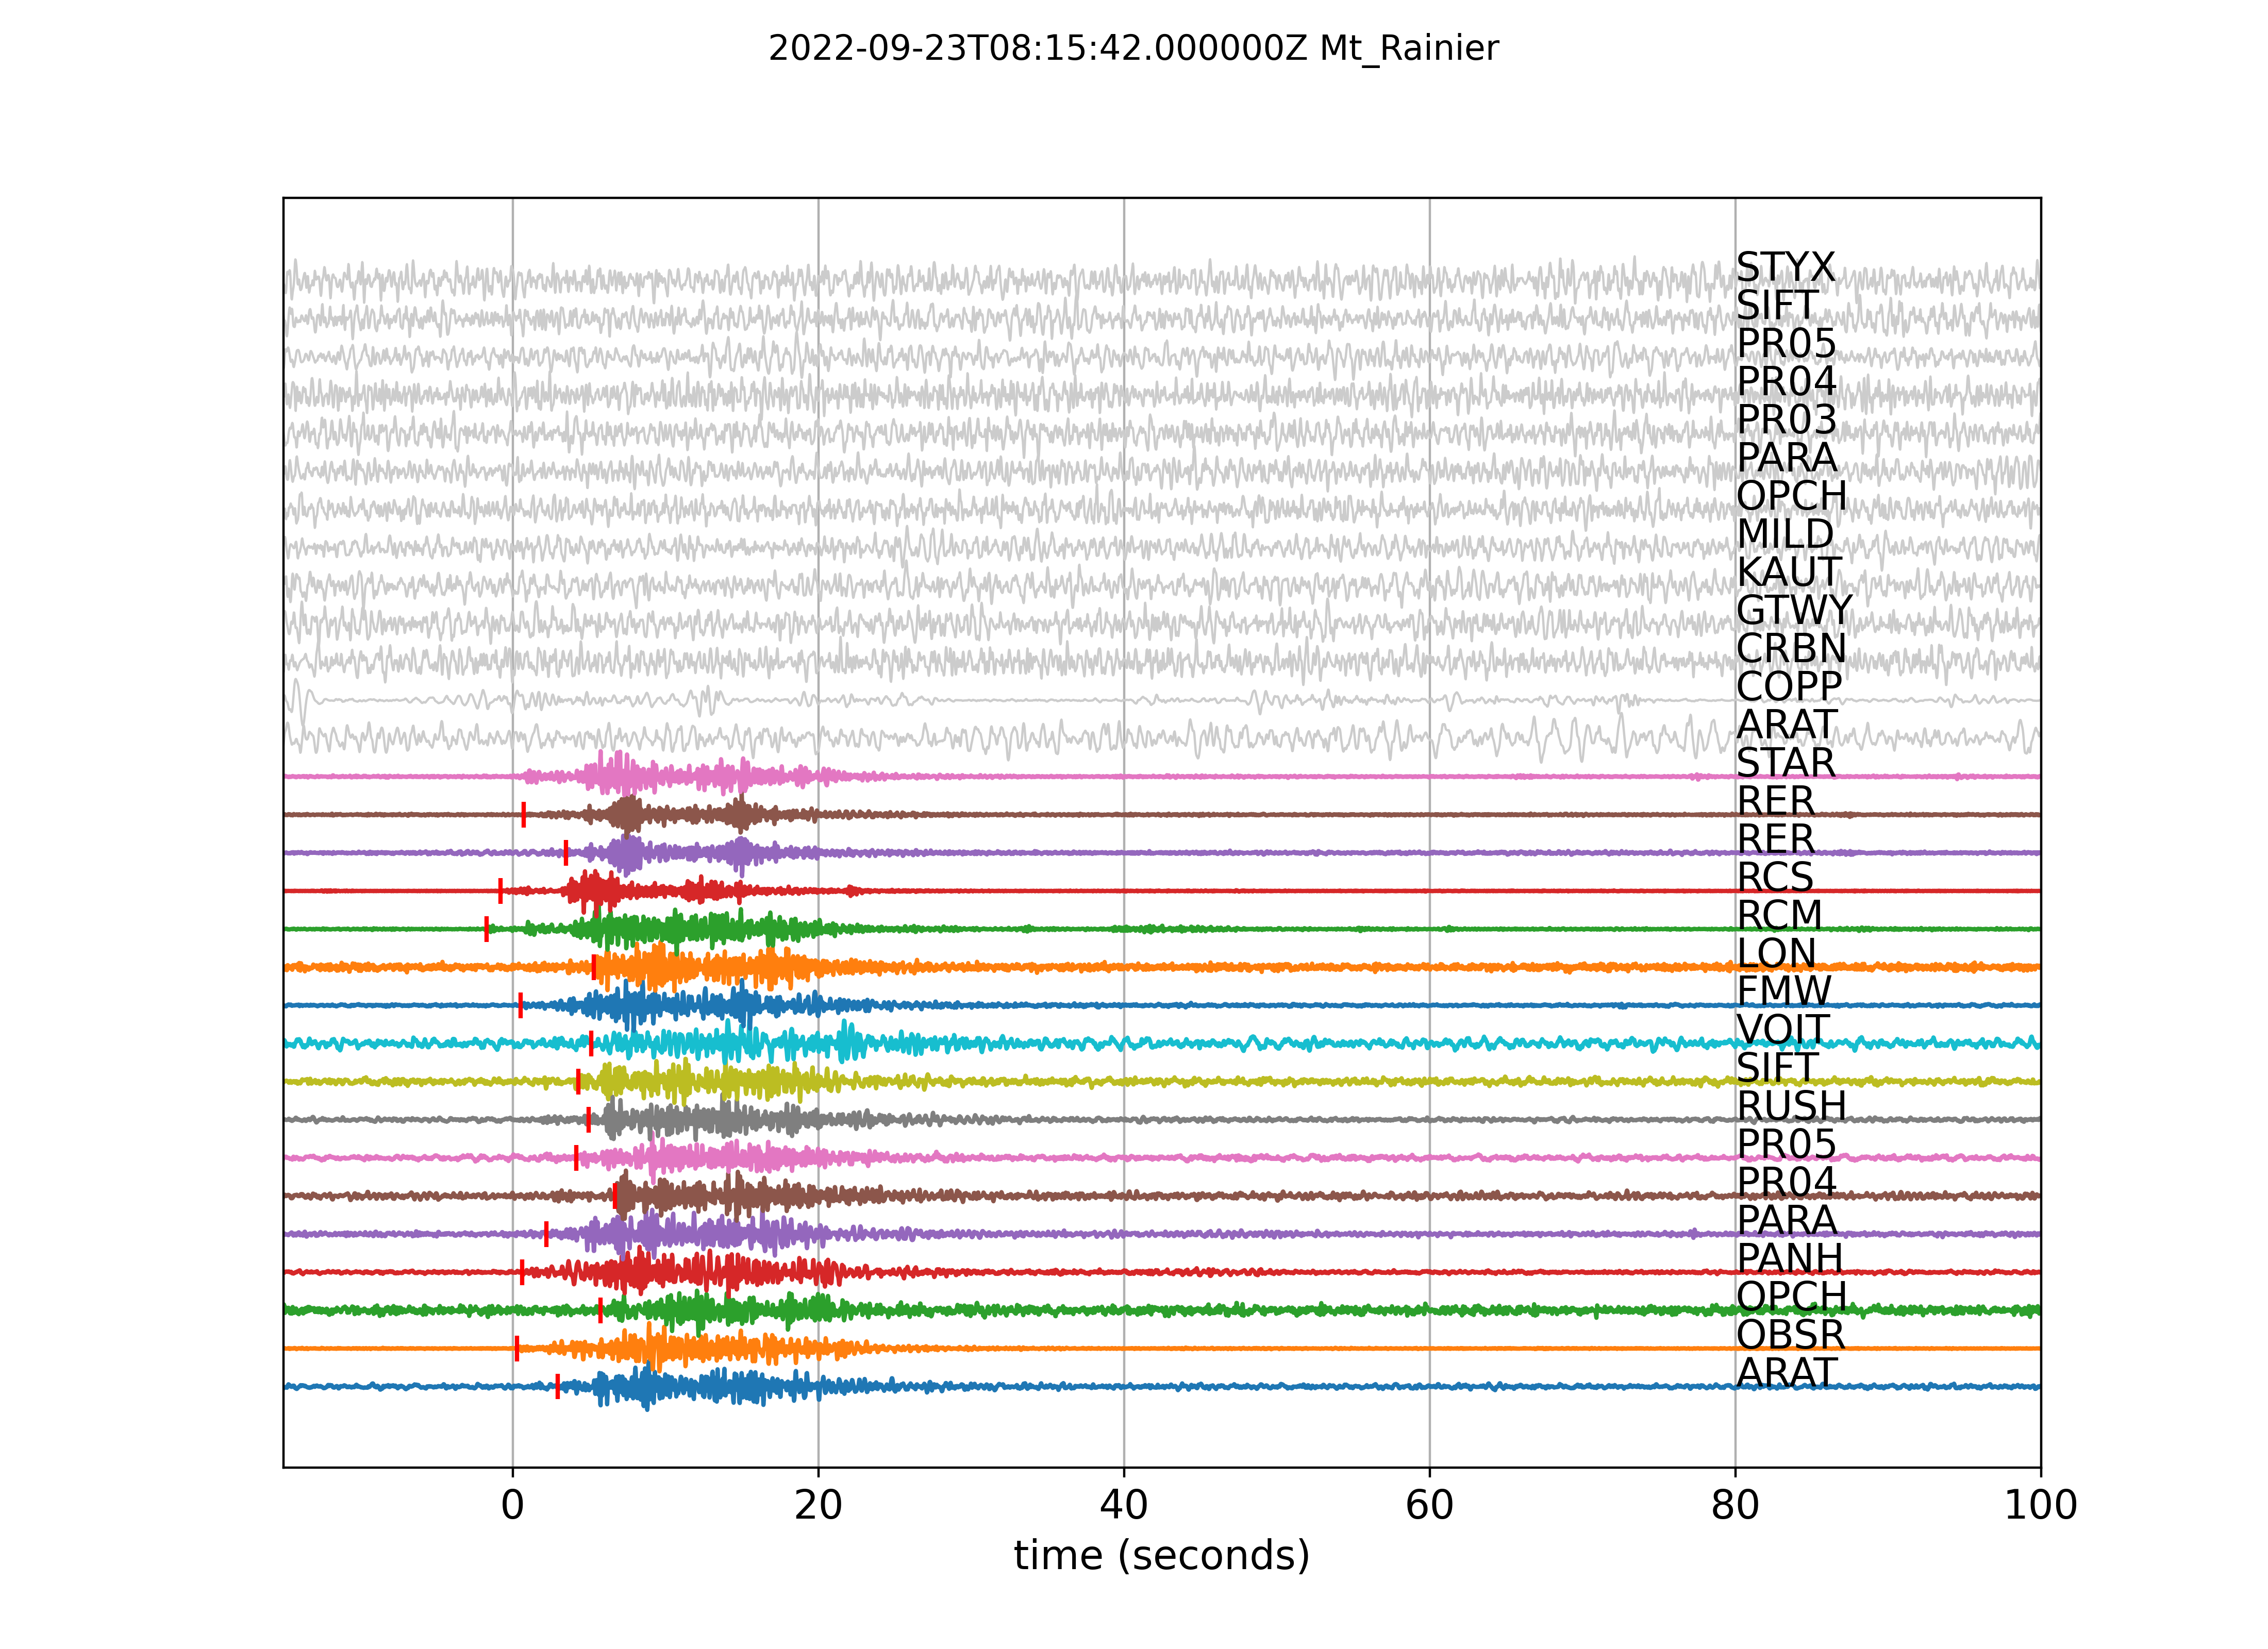 2022-09-23T08:15:42.000000Z Mt_Rainier
STYX
SIFT
PR05
PR04
PR03
PARA
OPCH
MILD
KAUT
GTWY
CRBN
COPP
ARAT
STAR
RER
RER
RCS
RCM
LON
FMW
VOIT
SIFT
RUSH
PR05
PR04
PARA
PANH
OPCH
OBSR
ARAT
0 20 40 60 80 100
time (seconds)